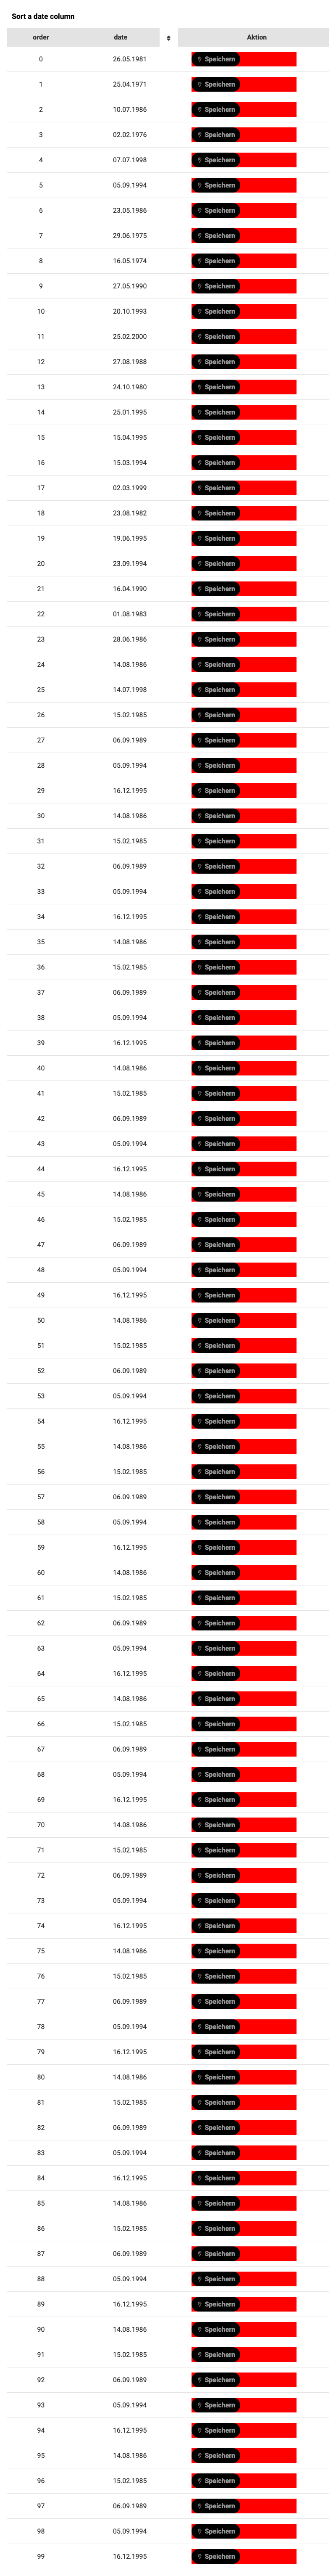 Sort a date column
order date Aktion
0 26.05.1981 Speichern
1 25.04.1971 Speichern
2 10.07.1986 Speichern
3 02.02.1976 Speichern
4 07.07.1998 Speichern
5 05.09.1994 Speichern
6 23.05.1986 Speichern
7 29.06.1975 Speichern
8 16.05.1974 Speichern
9 27.05.1990 Speichern
10 20.10.1993 Speichern
11 25.02.2000 Speichern
12 27.08.1988 Speichern
13 24.10.1980 Speichern
14 25.01.1995 Speichern
15 15.04.1995 Speichern
16 15.03.1994 Speichern
17 02.03.1999 Speichern
18 23.08.1982 Speichern
19 19.06.1995 Speichern
20 23.09.1994 Speichern
21 16.04.1990 Speichern
22 01.08.1983 Speichern
23 28.06.1986 Speichern
24 14.08.1986 Speichern
25 14.07.1998 Speichern
26 15.02.1985 Speichern
27 06.09.1989 Speichern
28 05.09.1994 Speichern
29 16.12.1995 Speichern
30 14.08.1986 Speichern
31 15.02.1985 Speichern
32 06.09.1989 Speichern
33 05.09.1994 Speichern
34 16.12.1995 Speichern
35 14.08.1986 Speichern
36 15.02.1985 Speichern
37 06.09.1989 Speichern
38 05.09.1994 Speichern
39 16.12.1995 Speichern
40 14.08.1986 Speichern
41 15.02.1985 Speichern
42 06.09.1989 Speichern
43 05.09.1994 Speichern
44 16.12.1995 Speichern
45 14.08.1986 Speichern
46 15.02.1985 Speichern
47 06.09.1989 Speichern
48 05.09.1994 Speichern
49 16.12.1995 Speichern
50 14.08.1986 Speichern
51 15.02.1985 Speichern
52 06.09.1989 Speichern
53 05.09.1994 Speichern
54 16.12.1995 Speichern
55 14.08.1986 Speichern
56 15.02.1985 Speichern
57 06.09.1989 Speichern
58 05.09.1994 Speichern
59 16.12.1995 Speichern
60 14.08.1986 Speichern
61 15.02.1985 Speichern
62 06.09.1989 Speichern
63 05.09.1994 Speichern
64 16.12.1995 Speichern
65 14.08.1986 Speichern
66 15.02.1985 Speichern
67 06.09.1989 Speichern
68 05.09.1994 Speichern
69 16.12.1995 Speichern
70 14.08.1986 Speichern
71 15.02.1985 Speichern
72 06.09.1989 Speichern
73 05.09.1994 Speichern
74 16.12.1995 Speichern
75 14.08.1986 Speichern
76 15.02.1985 Speichern
77 06.09.1989 Speichern
78 05.09.1994 Speichern
79 16.12.1995 Speichern
80 14.08.1986 Speichern
81 15.02.1985 Speichern
82 06.09.1989 Speichern
83 05.09.1994 Speichern
84 16.12.1995 Speichern
85 14.08.1986 Speichern
86 15.02.1985 Speichern
87 06.09.1989 Speichern
88 05.09.1994 Speichern
89 16.12.1995 Speichern
90 14.08.1986 Speichern
91 15.02.1985 Speichern
92 06.09.1989 Speichern
93 05.09.1994 Speichern
94 16.12.1995 Speichern
95 14.08.1986 Speichern
96 15.02.1985 Speichern
97 06.09.1989 Speichern
98 05.09.1994 Speichern
99 16.12.1995 Speichern